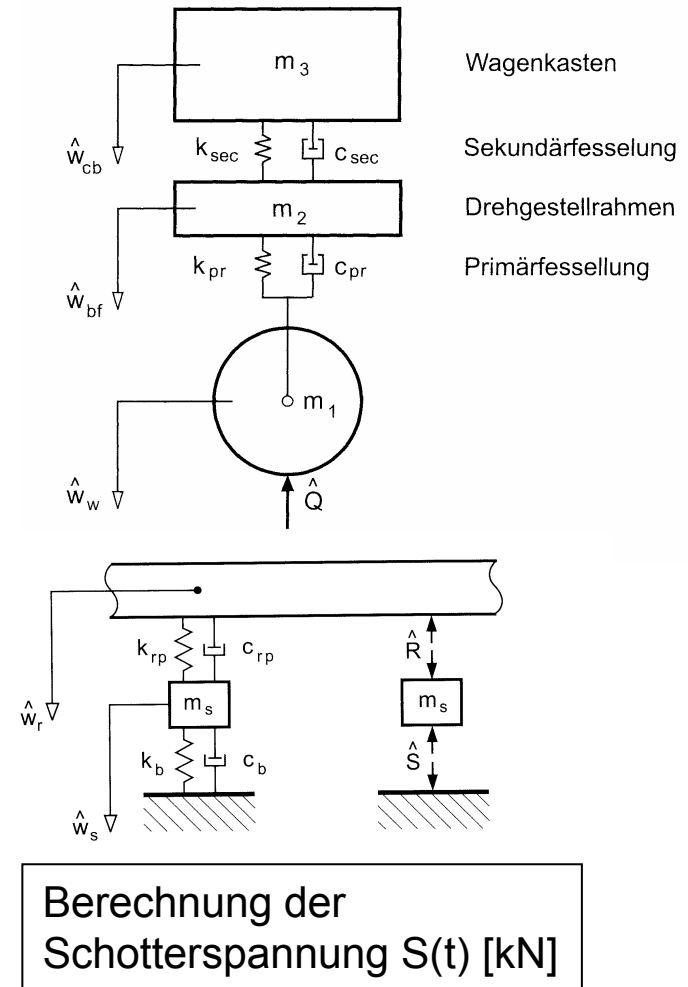 m3
Wagenkasten
ŵcb
ksec
csec
Sekundärfesselung
m2
Drehgestellrahmen
kpr
cpr
Primärfessellung
ŵbf
m1
ŵw
Q̂
krp
crp
R̂
ms
ms
ŵr
kb
cb
Ŝ
ŵs
Berechnung der
Schotterspannung S(t) [kN]